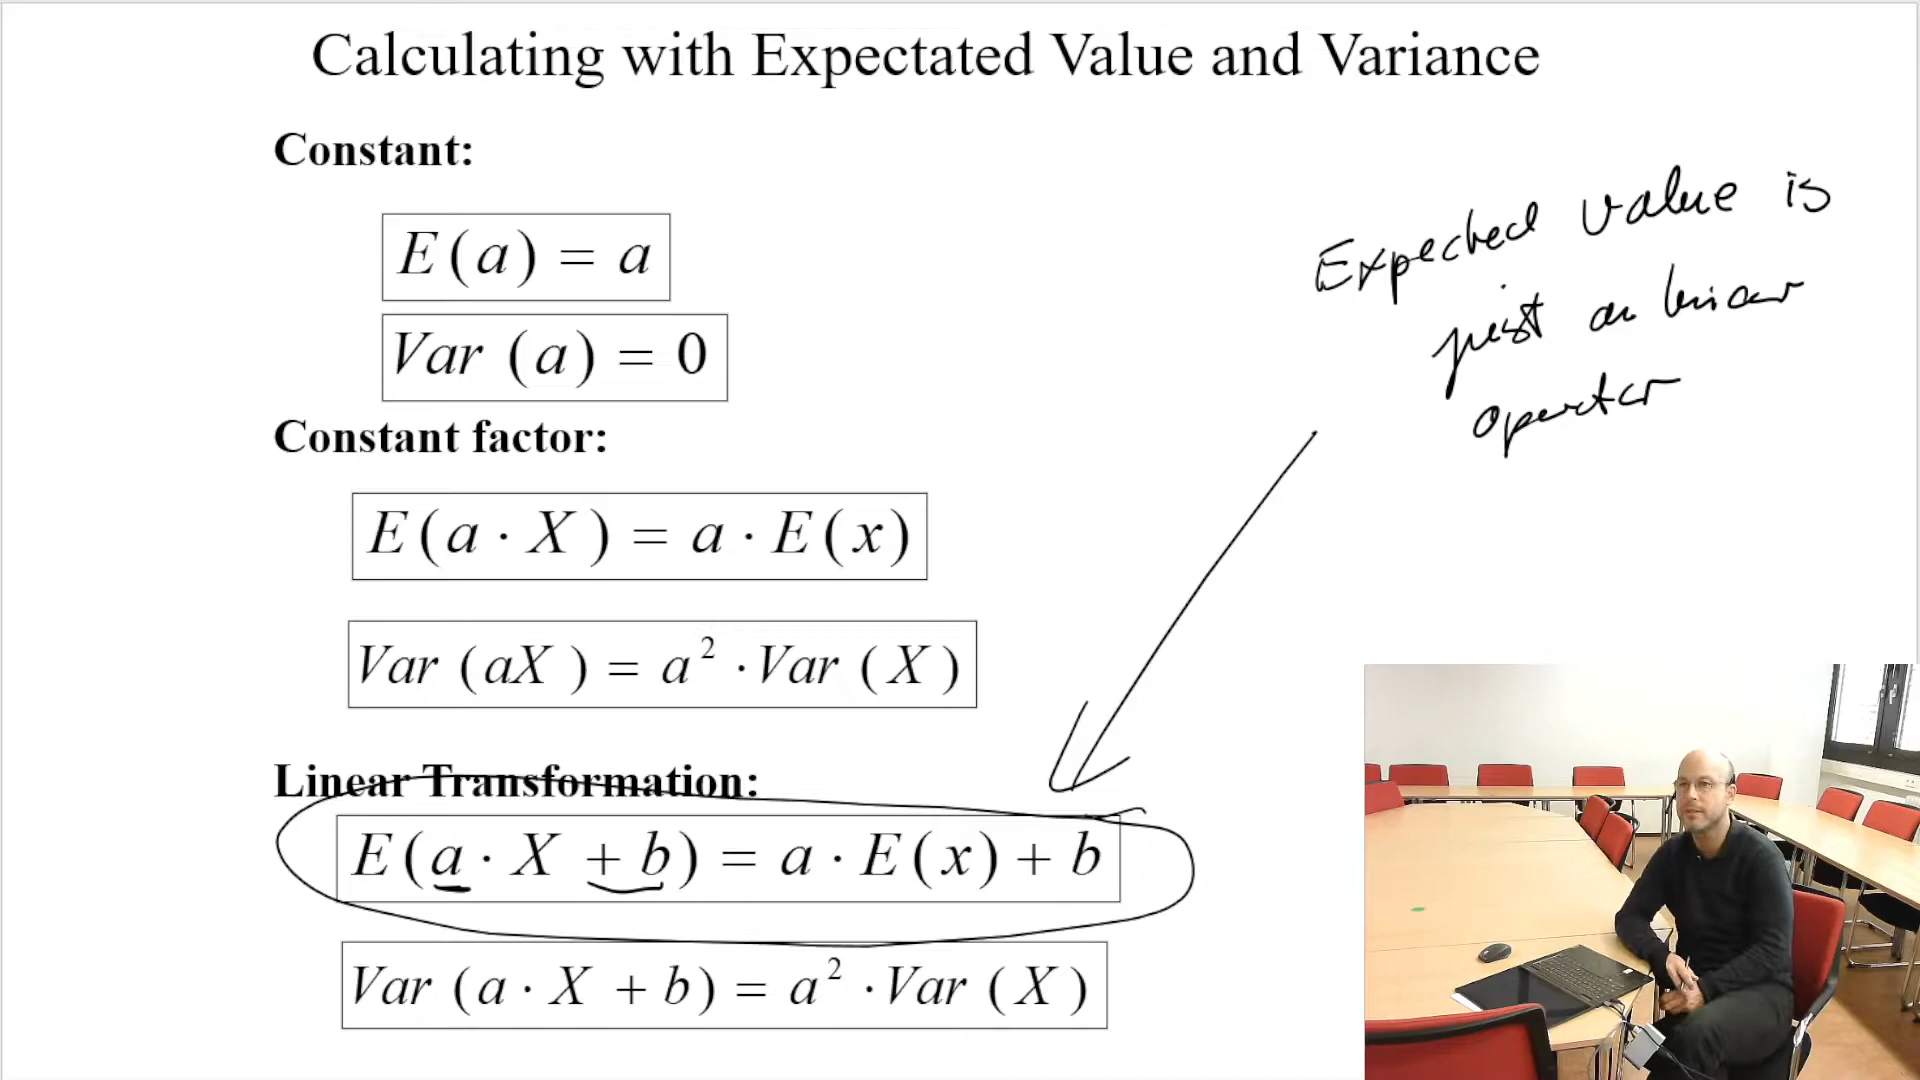 Calculating with Expectated Value and Variance
Constant:
E(a) = a
Var (a) = 0
Constant factor:
E(a · X) = a · E(x)
Var (aX) = a² · Var (X)
Linear Transformation:
E(a · X + b) = a · E(x) + b
Var (a · X + b) = a² · Var (X)
Expected value is
just an linear
operator